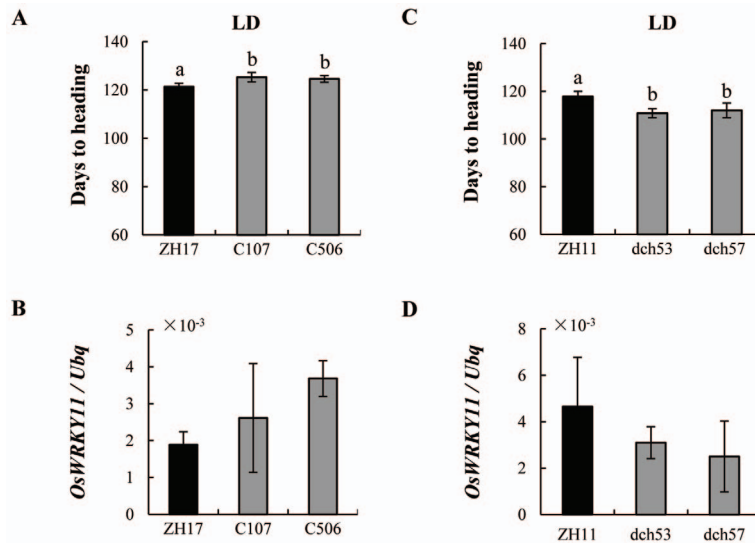 A
LD
Days to heading
140
120
100
80
60
a
b
b
ZH17
C107
C506
C
LD
Days to heading
140
120
100
80
60
a
b
b
ZH11
dch53
dch57
B
×10⁻³
OsWRKY11 / Ubq
5
4
3
2
1
0
ZH17
C107
C506
D
×10⁻³
OsWRKY11 / Ubq
8
6
4
2
0
ZH11
dch53
dch57